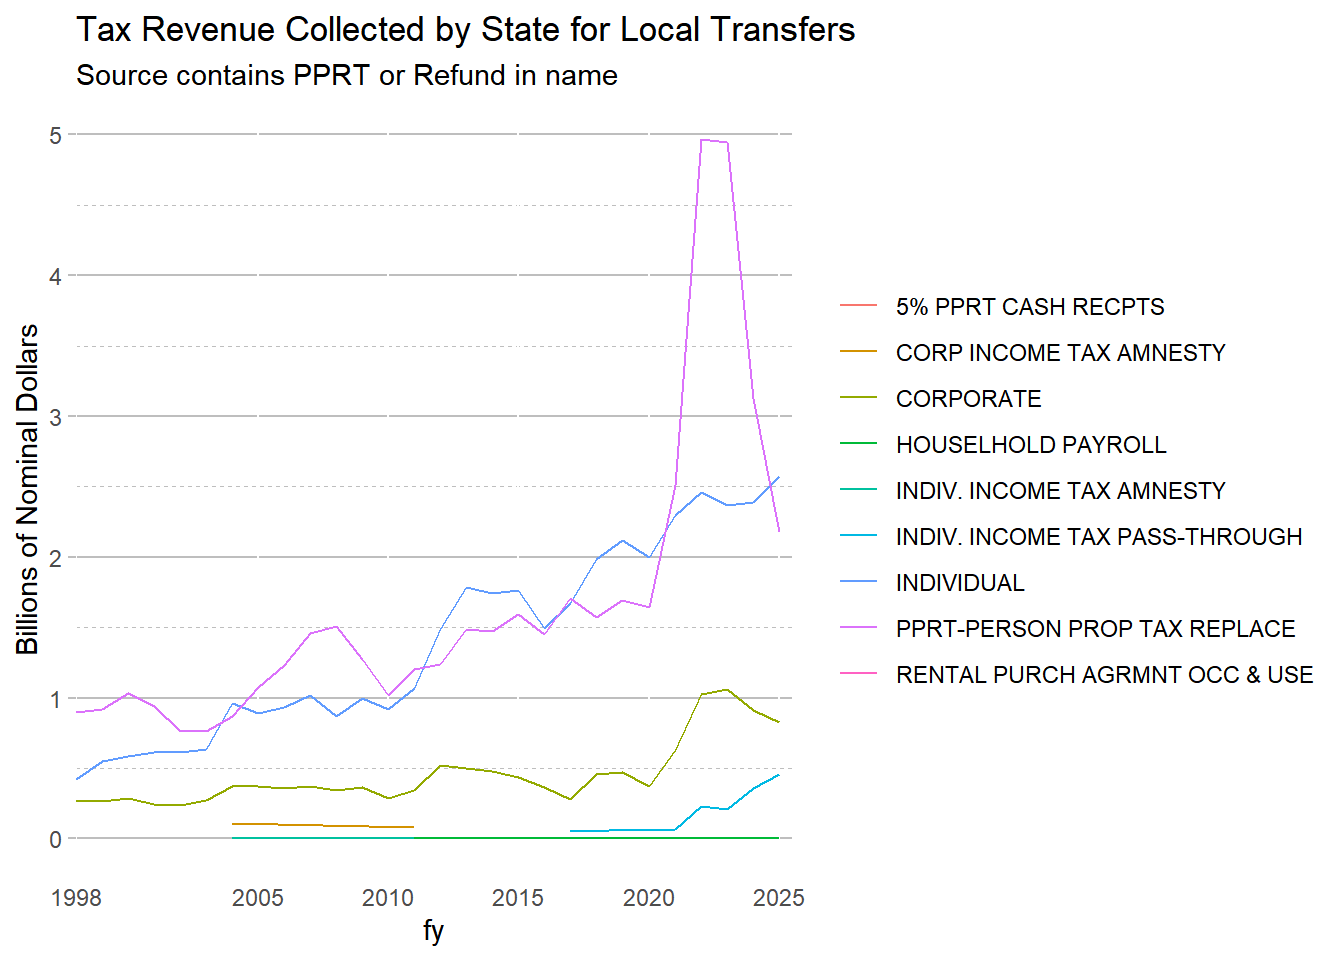 Tax Revenue Collected by State for Local Transfers
Source contains PPRT or Refund in name
Billions of Nominal Dollars
5
4
3
2
1
0
1998
2005
2010
2015
2020
2025
fy
5% PPRT CASH RECPTS
CORP INCOME TAX AMNESTY
CORPORATE
HOUSELHOLD PAYROLL
INDIV. INCOME TAX AMNESTY
INDIV. INCOME TAX PASS-THROUGH
INDIVIDUAL
PPRT-PERSON PROP TAX REPLACE
RENTAL PURCH AGRMNT OCC & USE